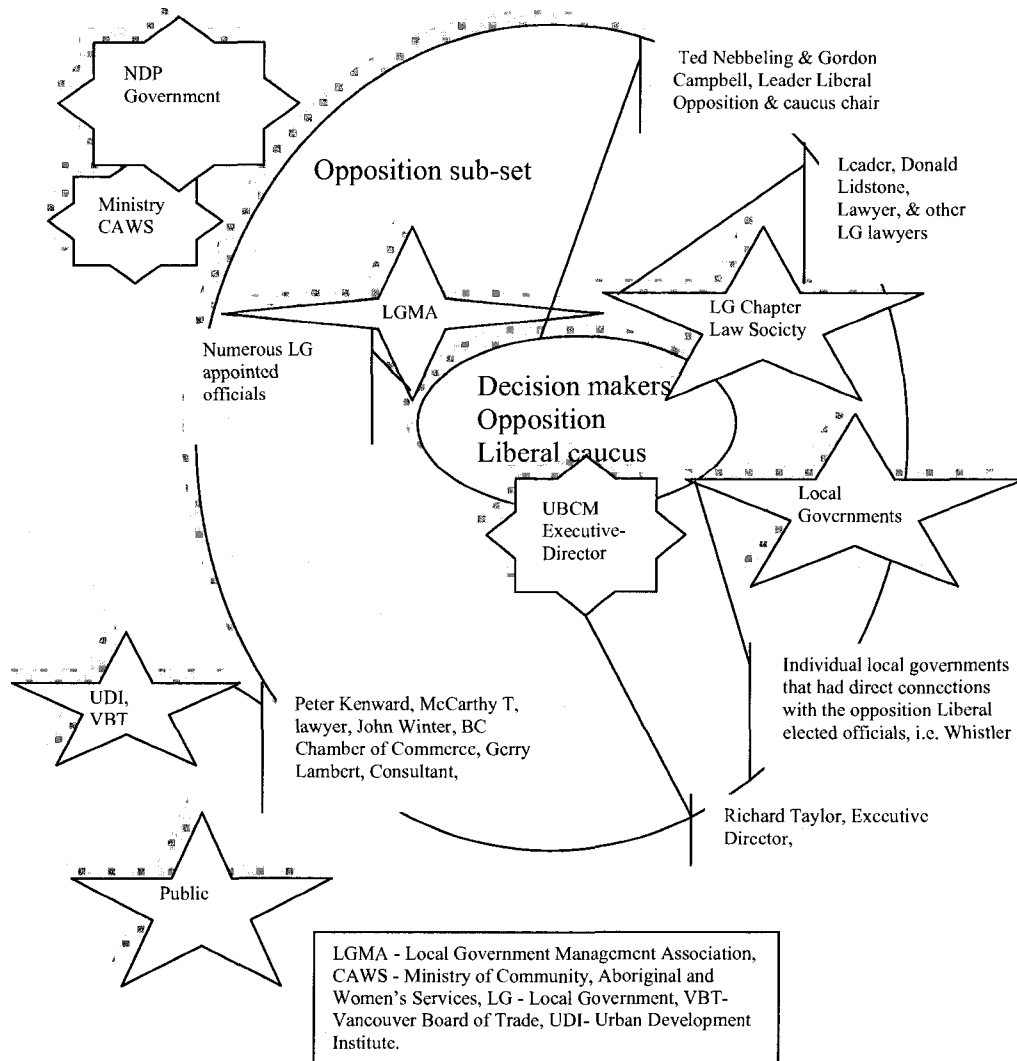 NDP
Government
Ministry
CAWS
Opposition sub-set
Ted Nebbeling & Gordon
Campbell, Leader Liberal
Opposition & caucus chair
Leader, Donald
Lidstone,
Lawyer, & other
LG lawyers
LGMA
LG Chapter
Law Society
Numerous LG
appointed
officials
Decision makers
Opposition
Liberal caucus
UBCM
Executive-
Director
Local
Governments
UDI,
VBT
Peter Kenward, McCarthy T,
lawyer, John Winter, BC
Chamber of Commerce, Gerry
Lambert, Consultant,
Individual local governments
that had direct connections
with the opposition Liberal
elected officials, i.e. Whistler
Richard Taylor, Executive
Director,
Public
LGMA - Local Government Management Association,
CAWS - Ministry of Community, Aboriginal and
Women's Services, LG - Local Government, VBT-
Vancouver Board of Trade, UDI- Urban Development
Institute.